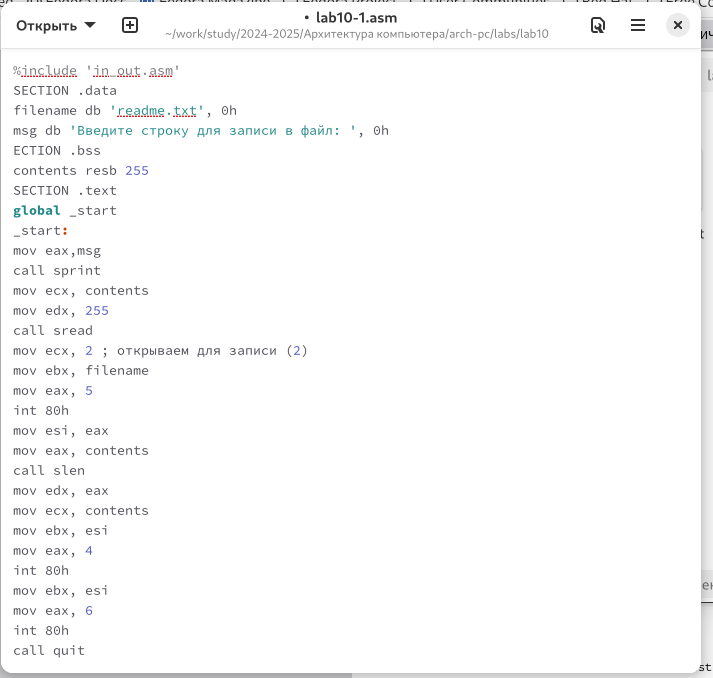 Открыть
• lab10-1.asm
~/work/study/2024-2025/Архитектура компьютера/arch-pc/labs/lab10
%include 'in_out.asm'
SECTION .data
filename db 'readme.txt', 0h
msg db 'Введите строку для записи в файл: ', 0h
ECTION .bss
contents resb 255
SECTION .text
global _start
_start:
mov eax,msg
call sprint
mov ecx, contents
mov edx, 255
call sread
mov ecx, 2 ; открываем для записи (2)
mov ebx, filename
mov eax, 5
int 80h
mov esi, eax
mov eax, contents
call slen
mov edx, eax
mov ecx, contents
mov ebx, esi
mov eax, 4
int 80h
mov ebx, esi
mov eax, 6
int 80h
call quit